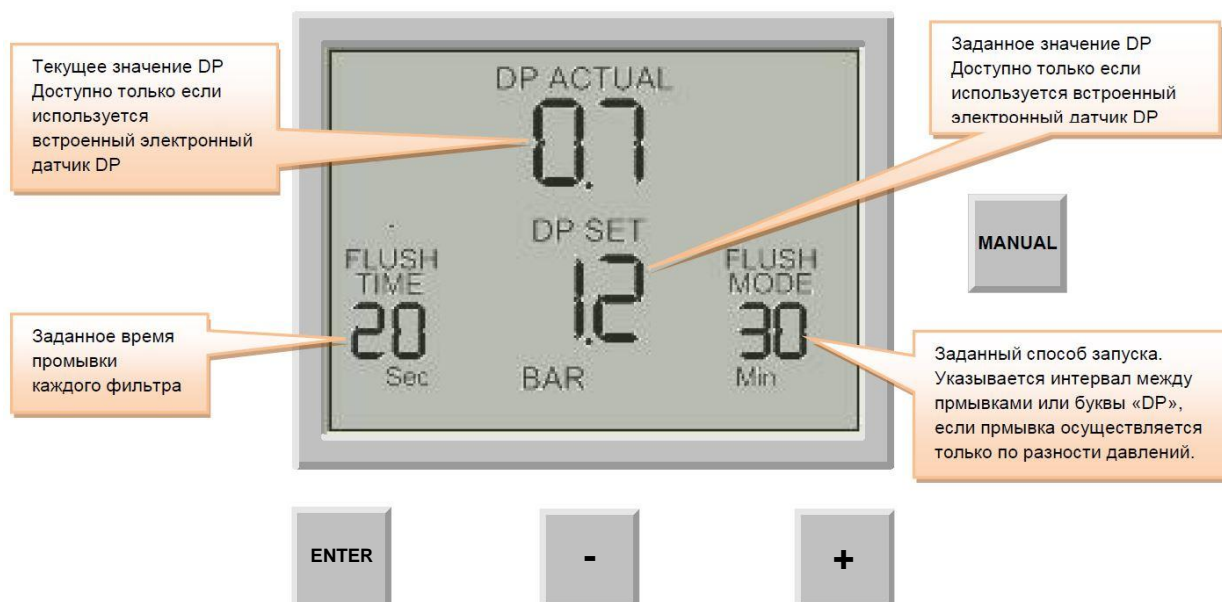 Текущее значение DP
Доступно только если
используется
встроенный электронный
датчик DP
DP ACTUAL
0.7
Заданное значение DP
Доступно только если
используется встроенный
электронный датчик DP
DP SET
1.2
BAR
FLUSH
TIME
20
Sec
FLUSH
MODE
30
Min
MANUAL
Заданное время
промывки
каждого фильтра
Заданный способ запуска.
Указывается интервал между
прмывками или буквы «DP»,
если прмывка осуществляется
только по разности давлений.
ENTER
-
+